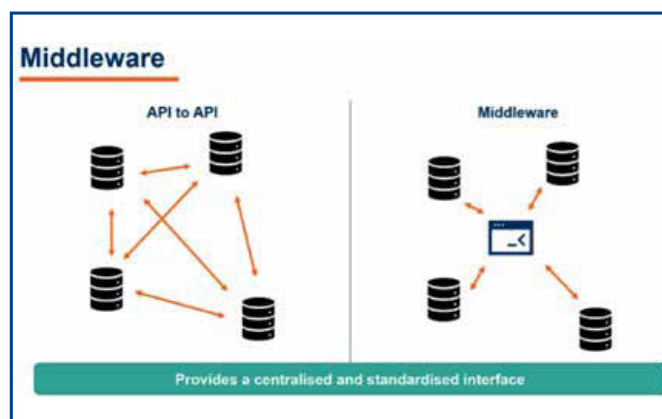 Middleware
API to API
Middleware
Provides a centralised and standardised interface